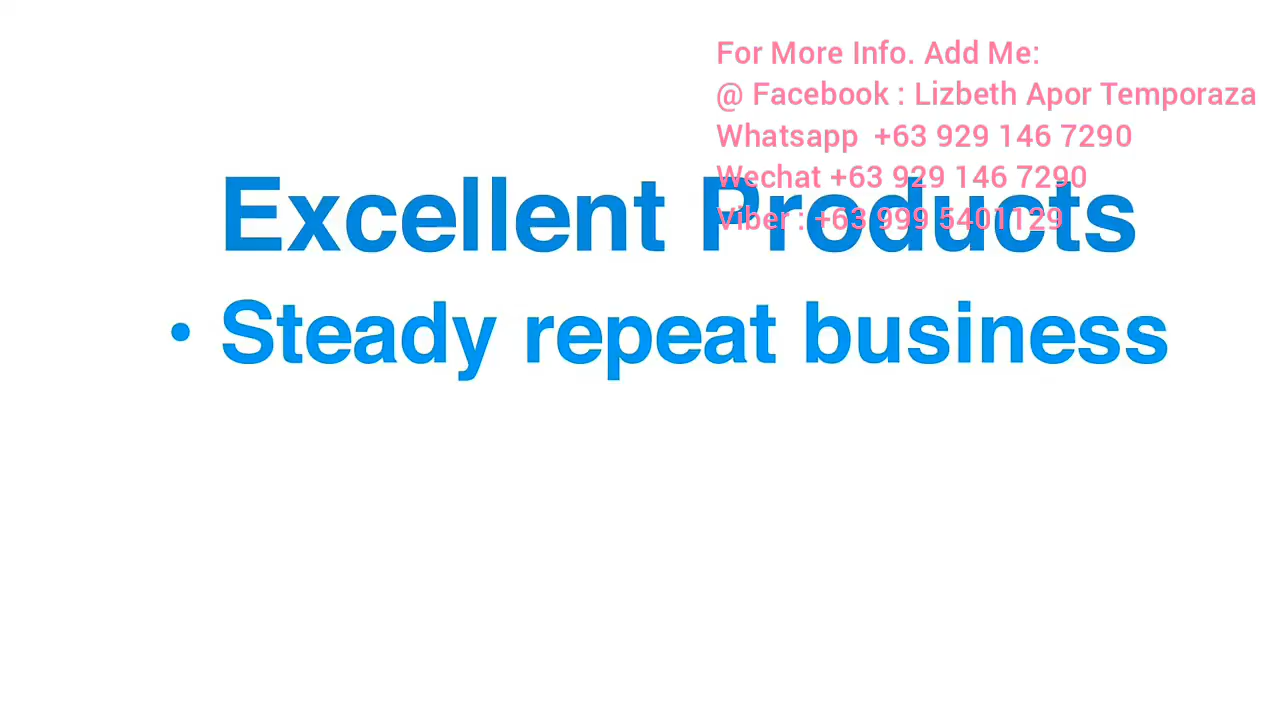 For More Info. Add Me:
@ Facebook : Lizbeth Apor Temporaza
Whatsapp  +63 929 146 7290
Wechat +63 929 146 7290
Viber : +63 999 5401129
Excellent Products
• Steady repeat business